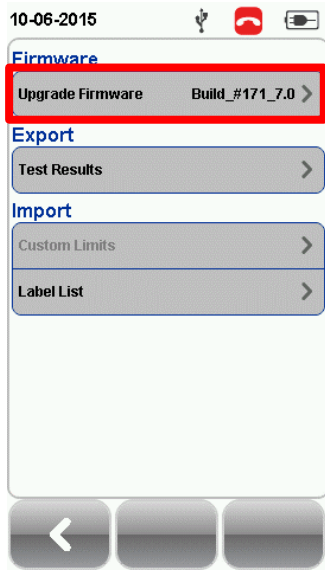 10-06-2015
Firmware
Upgrade Firmware Build_#171_7.0
Export
Test Results
Import
Custom Limits
Label List